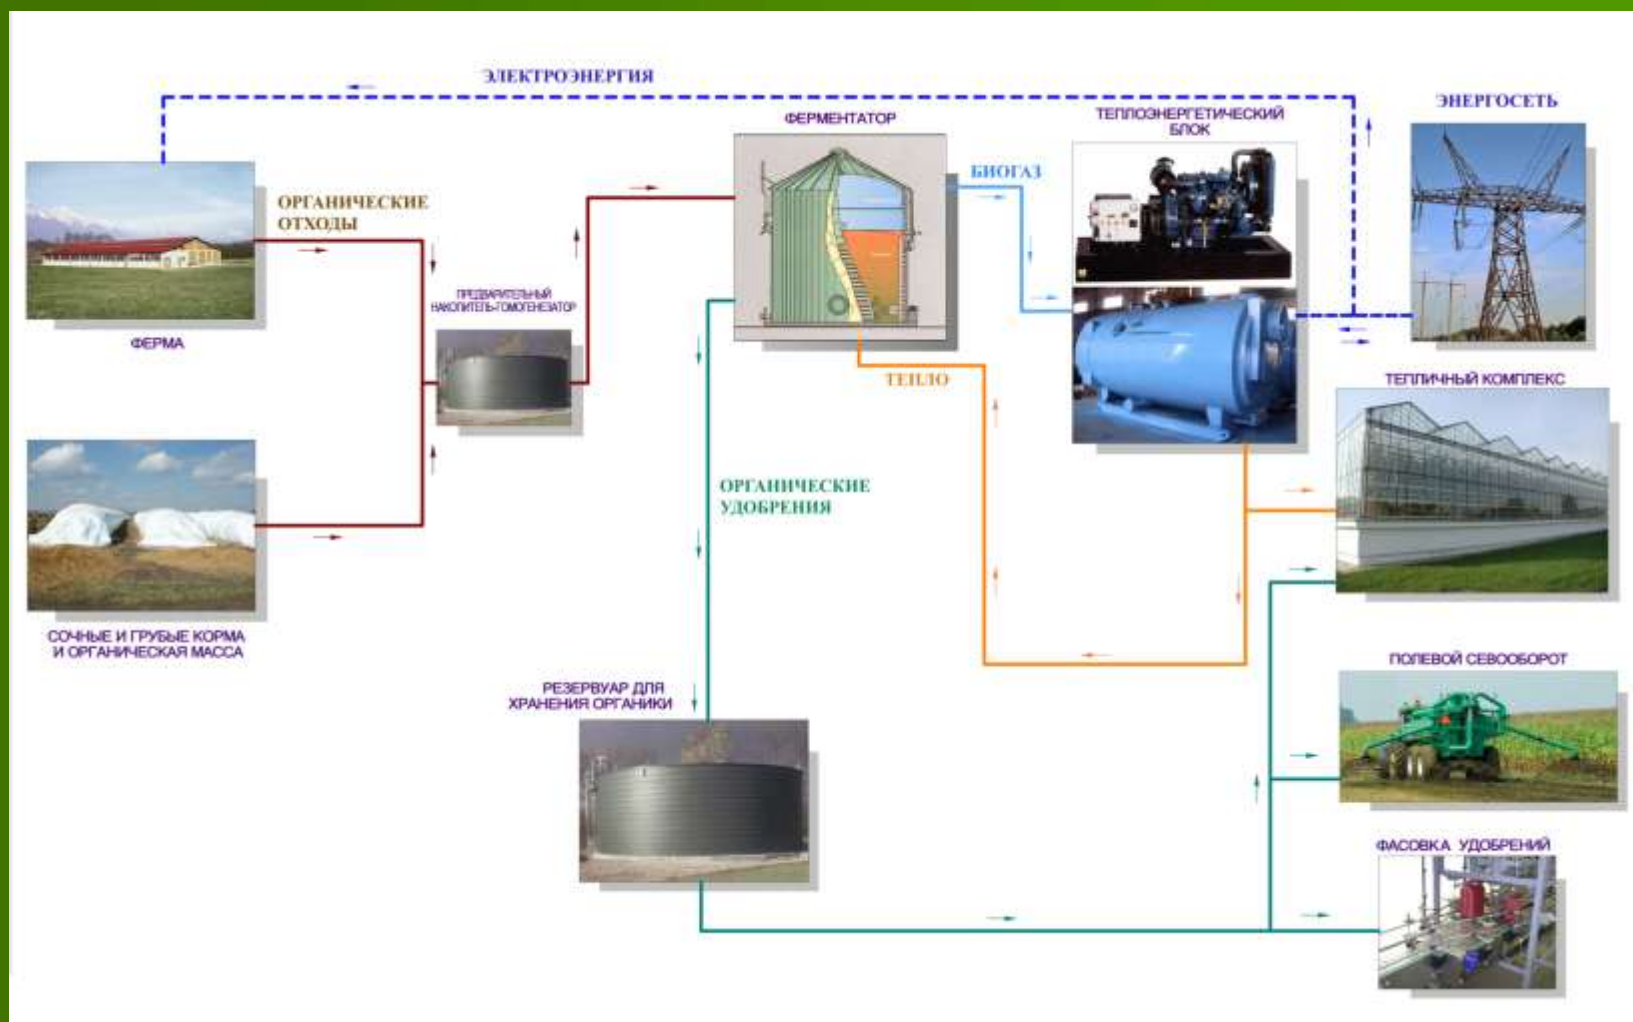 ЭЛЕКТРОЭНЕРГИЯ
ЭНЕРГОСЕТЬ
ФЕРМЕНТАТОР
ТЕПЛОЭНЕРГЕТИЧЕСКИЙ
БЛОК
БИОГАЗ
ОРГАНИЧЕСКИЕ
ОТХОДЫ
ПРЕДВАРИТЕЛЬНЫЙ
НАКОПИТЕЛЬ-ГОМОГЕНЕЗАТОР
ФЕРМА
ТЕПЛО
ТЕПЛИЧНЫЙ КОМПЛЕКС
ОРГАНИЧЕСКИЕ
УДОБРЕНИЯ
СОЧНЫЕ И ГРУБЫЕ КОРМА
И ОРГАНИЧЕСКАЯ МАССА
РЕЗЕРВУАР ДЛЯ
ХРАНЕНИЯ ОРГАНИКИ
ПОЛЕВОЙ СЕВООБОРОТ
ФАСОВКА УДОБРЕНИЙ